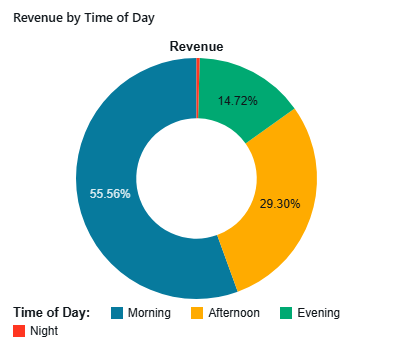 Revenue by Time of Day
Revenue
14.72%
55.56%
29.30%
Time of Day: Morning Afternoon Evening
Night